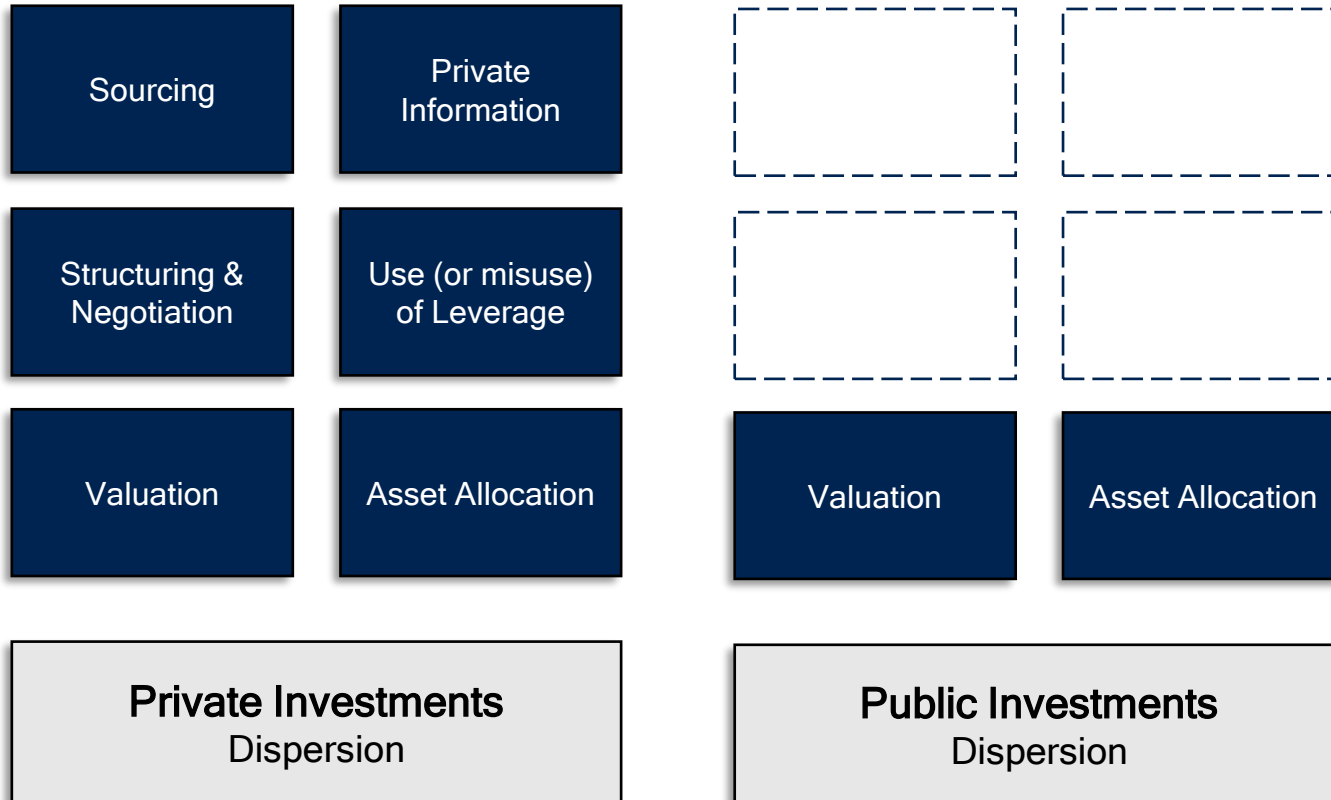 Sourcing
Private
Information
Structuring &
Negotiation
Use (or misuse)
of Leverage
Valuation
Asset Allocation
Valuation
Asset Allocation
Private Investments
Dispersion
Public Investments
Dispersion